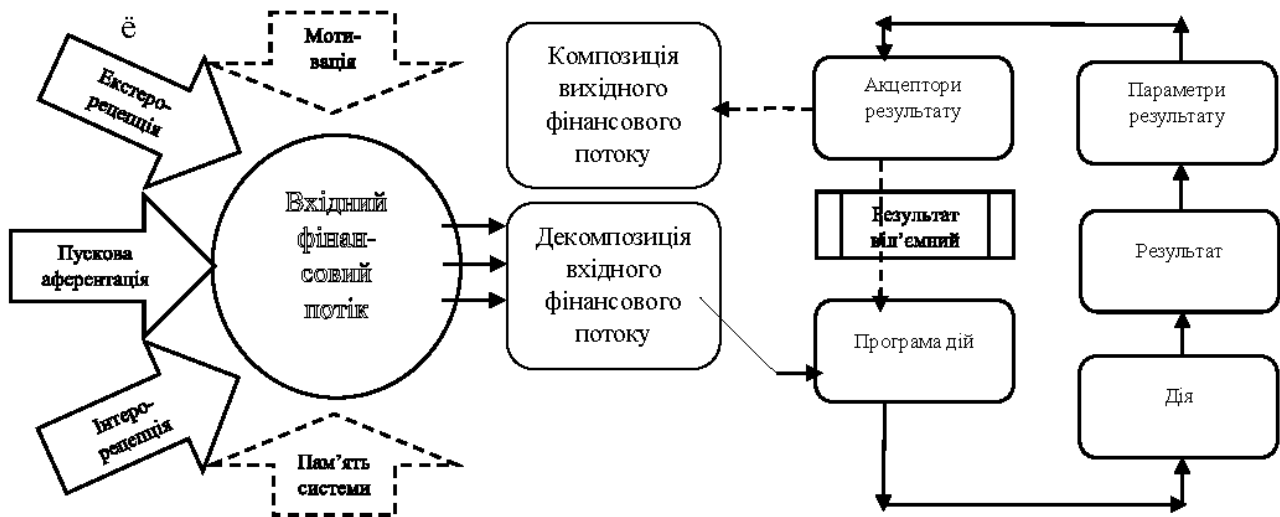 ё
Моти-
вація
Екстеро-
рецепція
Пускова
аферентація
Інтеро-
рецепція
Пам’ять
системи
Вхідний
фінан-
совий
потік
Композиція
вихідного
фінансового
потоку
Декомпозиція
вхідного
фінансового
потоку
Акцептори
результату
Результат
від’ємний
Програма дій
Параметри
результату
Результат
Дія